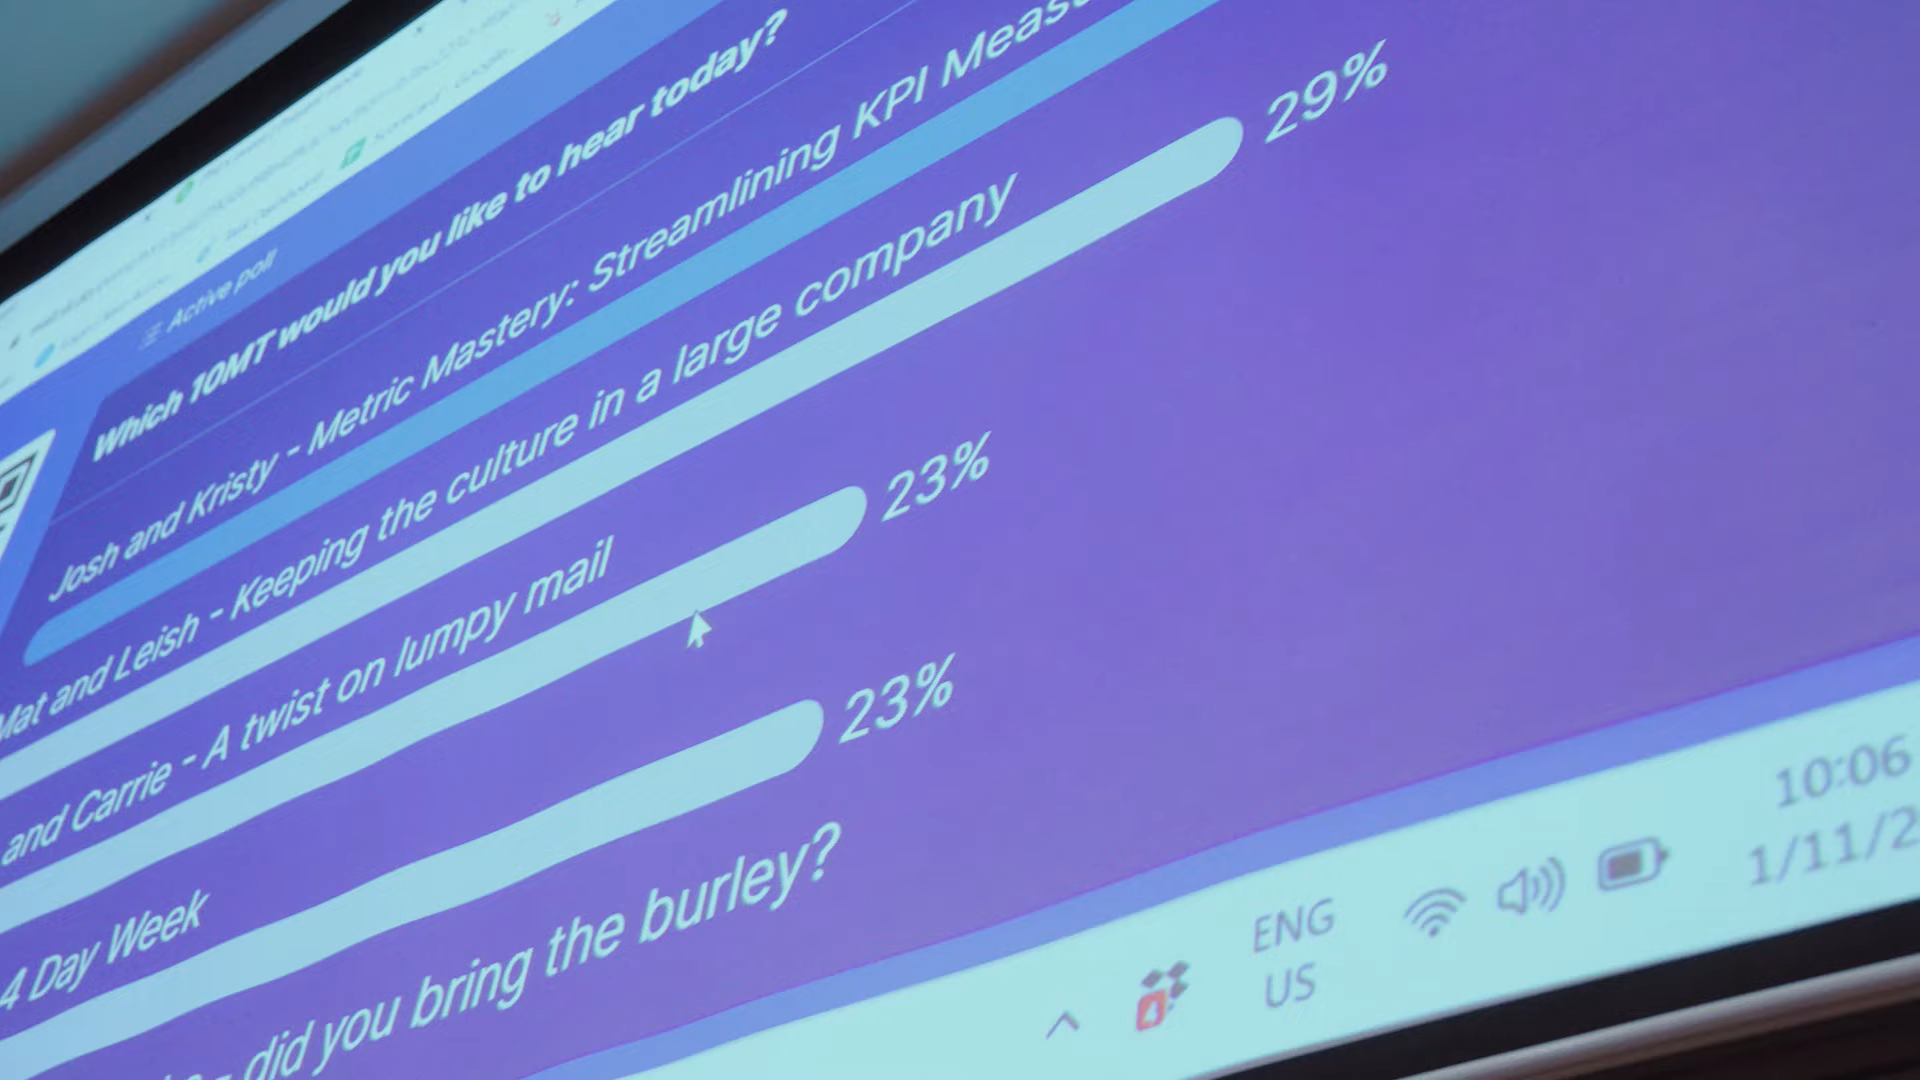 Active poll
Which 10MT would you like to hear today?
Josh and Kristy - Metric Mastery: Streamlining KPI Meas
29%
Mat and Leish - Keeping the culture in a large company
23%
and Carrie - A twist on lumpy mail
23%
4 Day Week
- did you bring the burley?
ENG
US
10:06
1/11/2
4